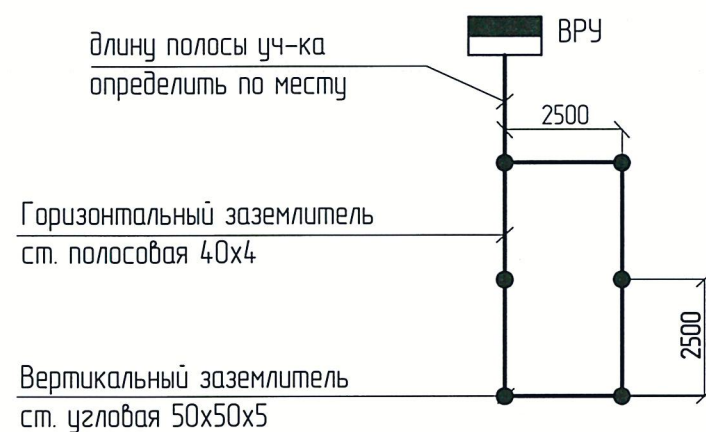 длину полосы уч-ка
определить по месту
ВРУ
2500
Горизонтальный заземлитель
ст. полосовая 40х4
2500
Вертикальный заземлитель
ст. угловая 50х50х5